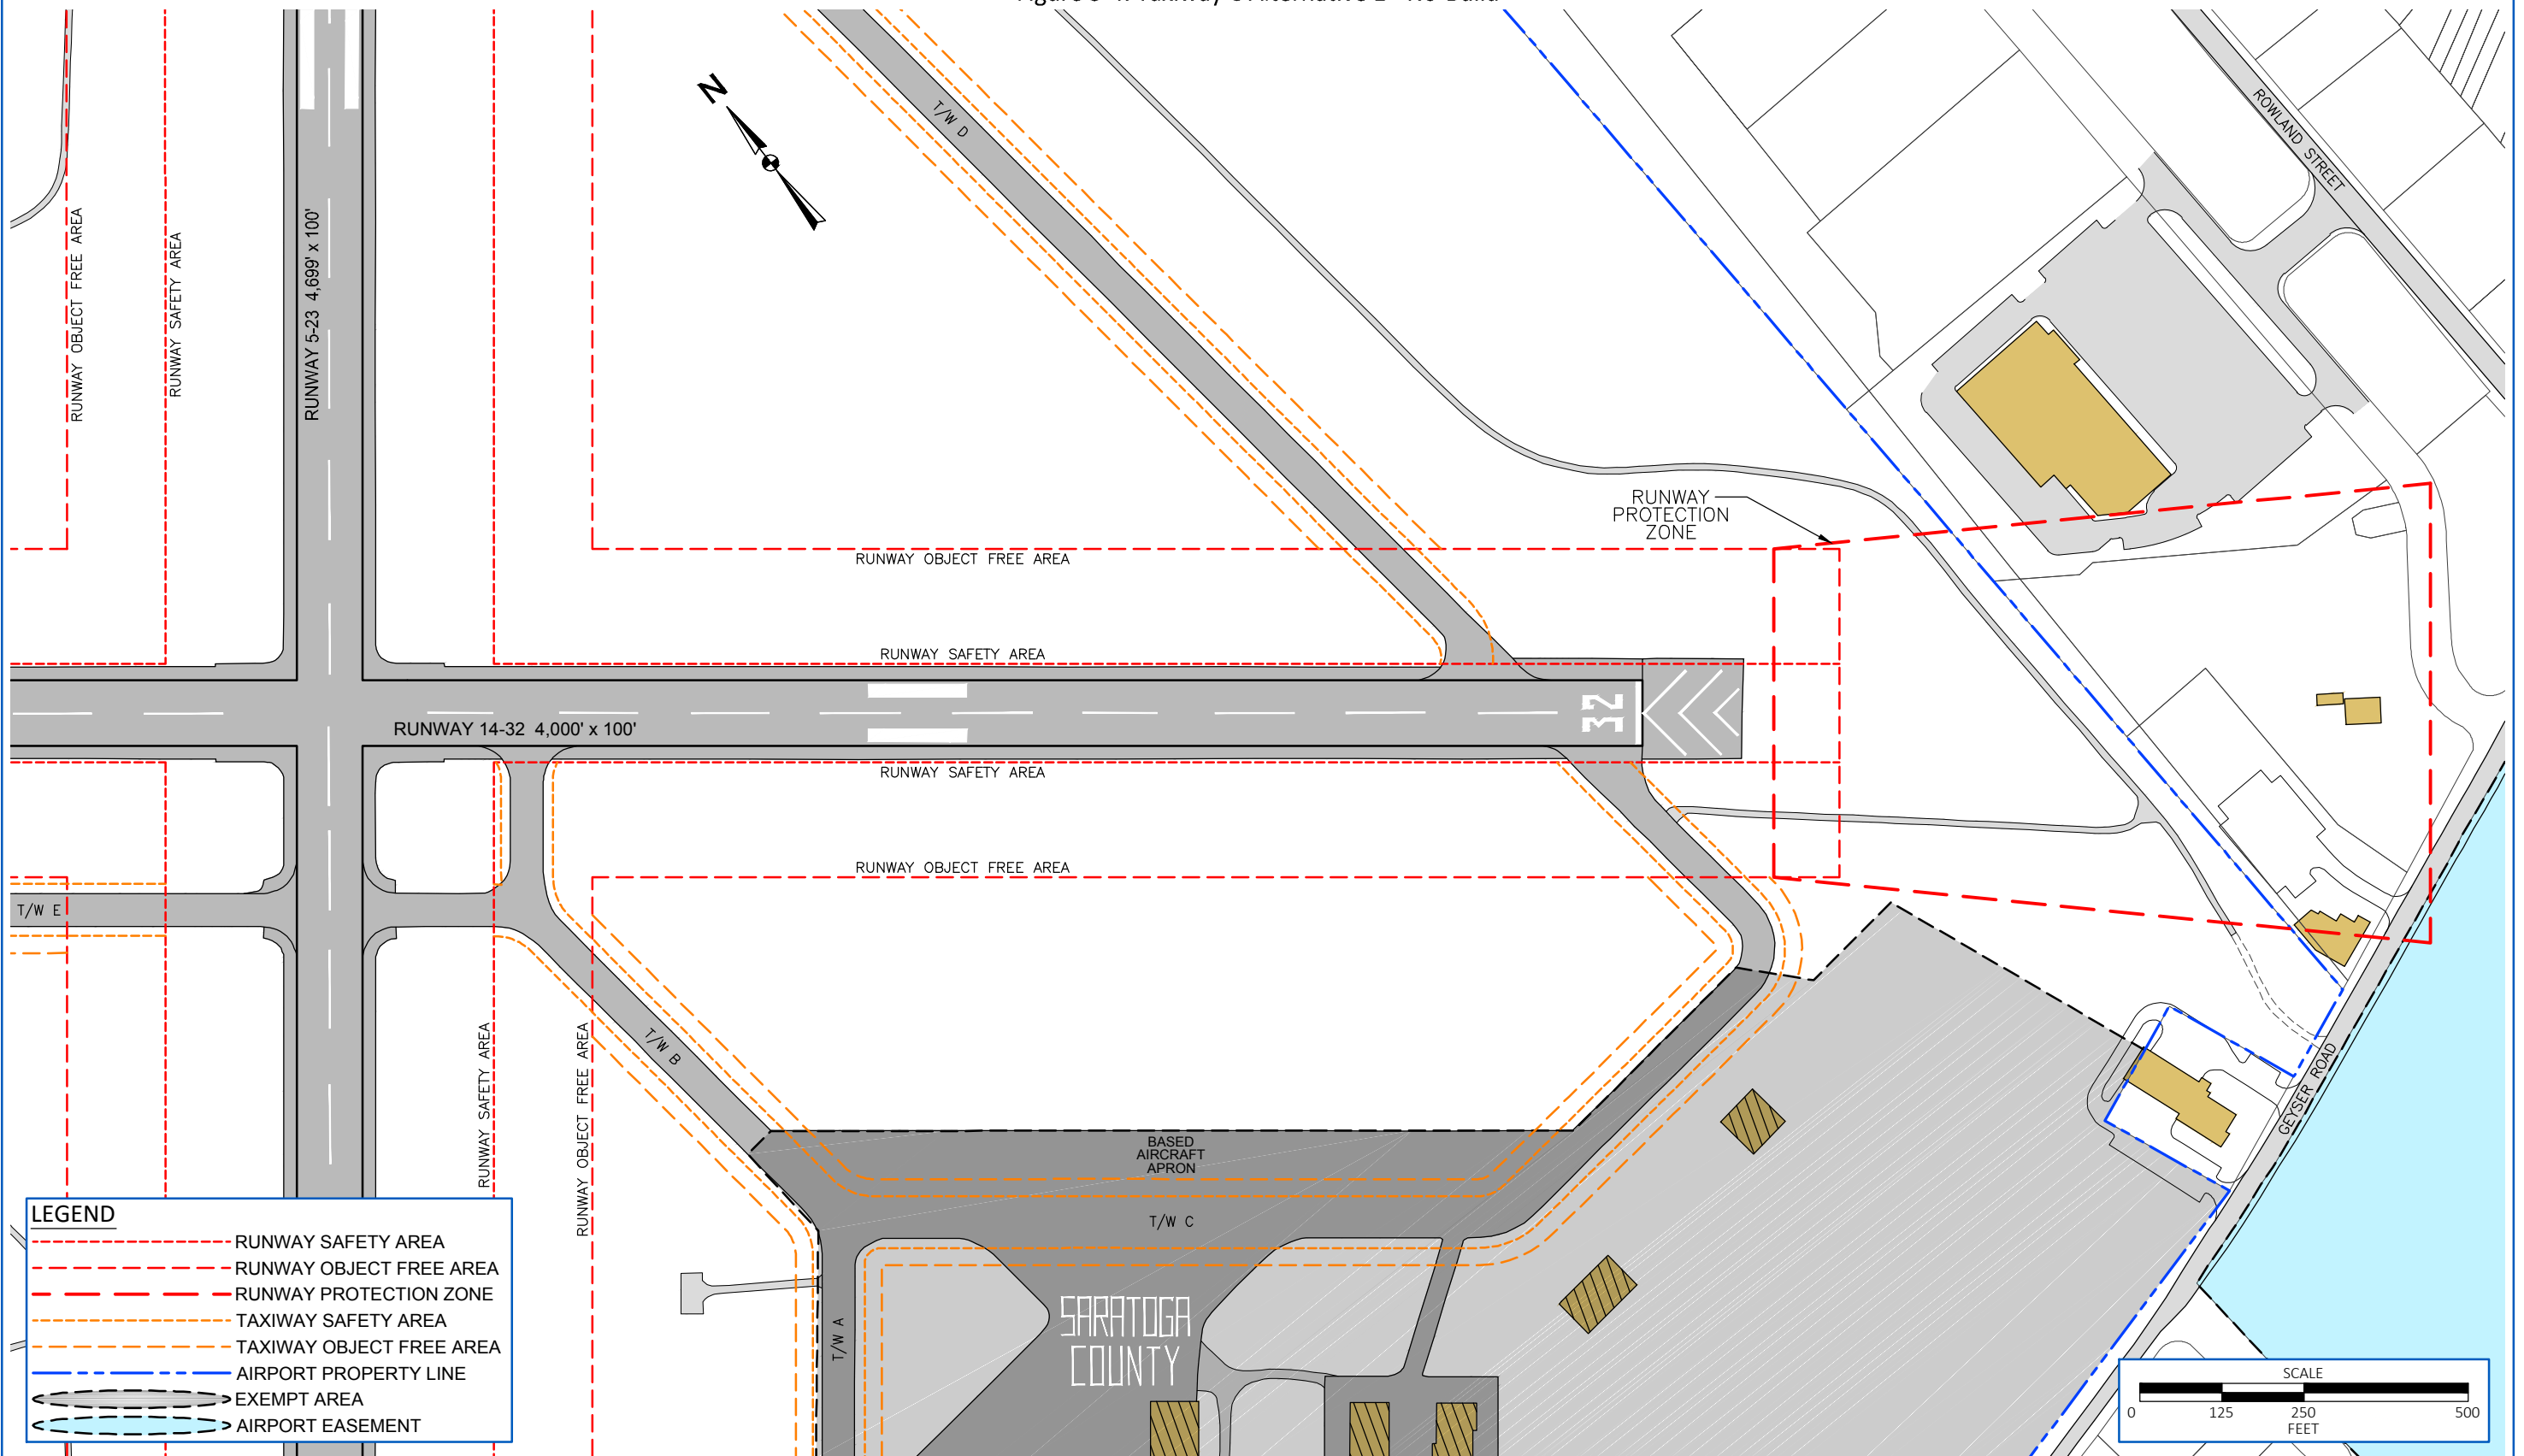 T/W D
N
ROWLAND STREET
RUNWAY OBJECT FREE AREA
RUNWAY SAFETY AREA
RUNWAY 5-23 4,699' x 100'
RUNWAY
PROTECTION
ZONE
RUNWAY OBJECT FREE AREA
RUNWAY SAFETY AREA
32
RUNWAY 14-32 4,000' x 100'
RUNWAY SAFETY AREA
RUNWAY OBJECT FREE AREA
T/W E
T/W B
RUNWAY SAFETY AREA
RUNWAY OBJECT FREE AREA
GEYSER ROAD
BASED
AIRCRAFT
APRON
T/W C
T/W A
SARATOGA
COUNTY
LEGEND
RUNWAY SAFETY AREA
RUNWAY OBJECT FREE AREA
RUNWAY PROTECTION ZONE
TAXIWAY SAFETY AREA
TAXIWAY OBJECT FREE AREA
AIRPORT PROPERTY LINE
EXEMPT AREA
AIRPORT EASEMENT
SCALE
0 125 250 500
FEET